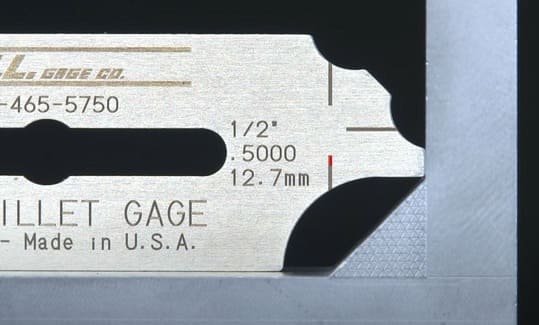 L. GAGE CO.
-465-5750
1/2"
.5000
12.7mm
ILLET GAGE
- Made in U.S.A.